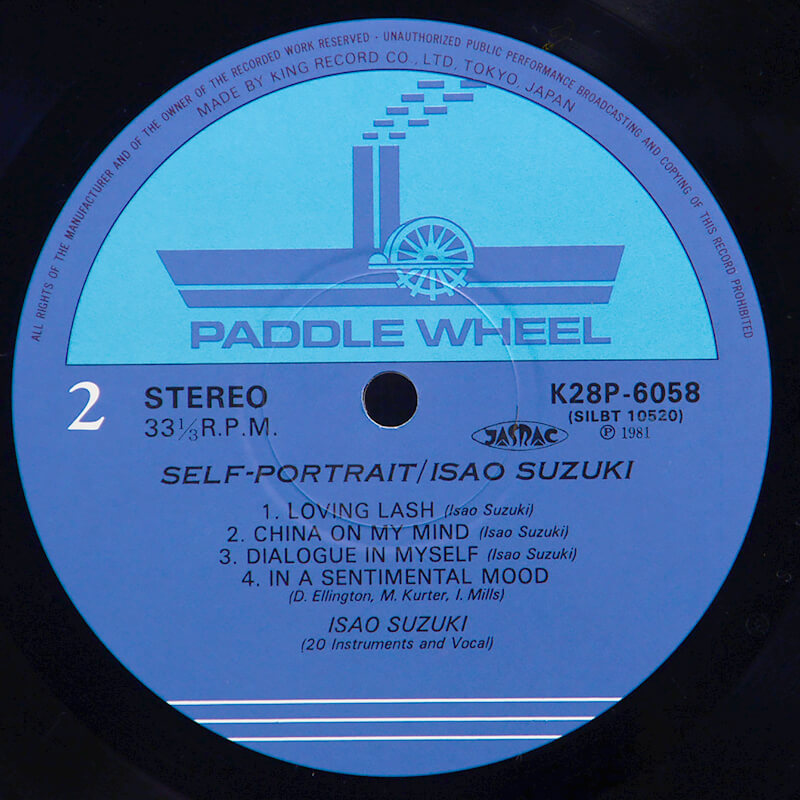 ALL RIGHTS OF THE MANUFACTURER AND OF THE OWNER OF THE RECORDED WORK RESERVED · UNAUTHORIZED PUBLIC PERFORMANCE BROADCASTING AND COPYING OF THIS RECORD PROHIBITED
MADE BY KING RECORD CO., LTD, TOKYO, JAPAN
PADDLE WHEEL
2 STEREO K28P-6058
33 1/3 R.P.M. (SILBT 10520)
JASRAC ℗ 1981
SELF-PORTRAIT/ISAO SUZUKI
1. LOVING LASH (Isao Suzuki)
2. CHINA ON MY MIND (Isao Suzuki)
3. DIALOGUE IN MYSELF (Isao Suzuki)
4. IN A SENTIMENTAL MOOD
(D. Ellington, M. Kurter, I. Mills)
ISAO SUZUKI
(20 Instruments and Vocal)